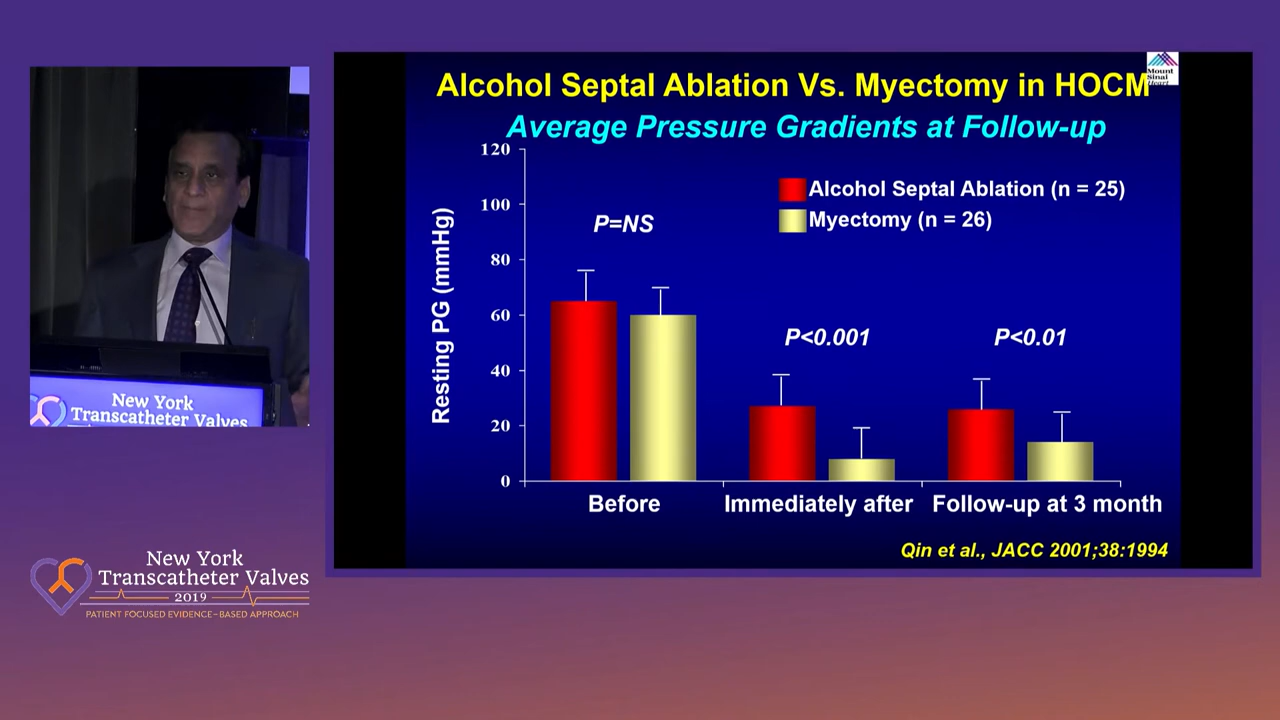 Alcohol Septal Ablation Vs. Myectomy in HOCM
Mount
Sinai
Heart
Average Pressure Gradients at Follow-up
Resting PG (mmHg)
120
100
80
60
40
20
0
Alcohol Septal Ablation (n = 25)
Myectomy (n = 26)
P=NS
P<0.001
P<0.01
Before
Immediately after
Follow-up at 3 month
Qin et al., JACC 2001;38:1994
New York
Transcatheter Valves
New York
Transcatheter Valves
2019
PATIENT FOCUSED EVIDENCE-BASED APPROACH